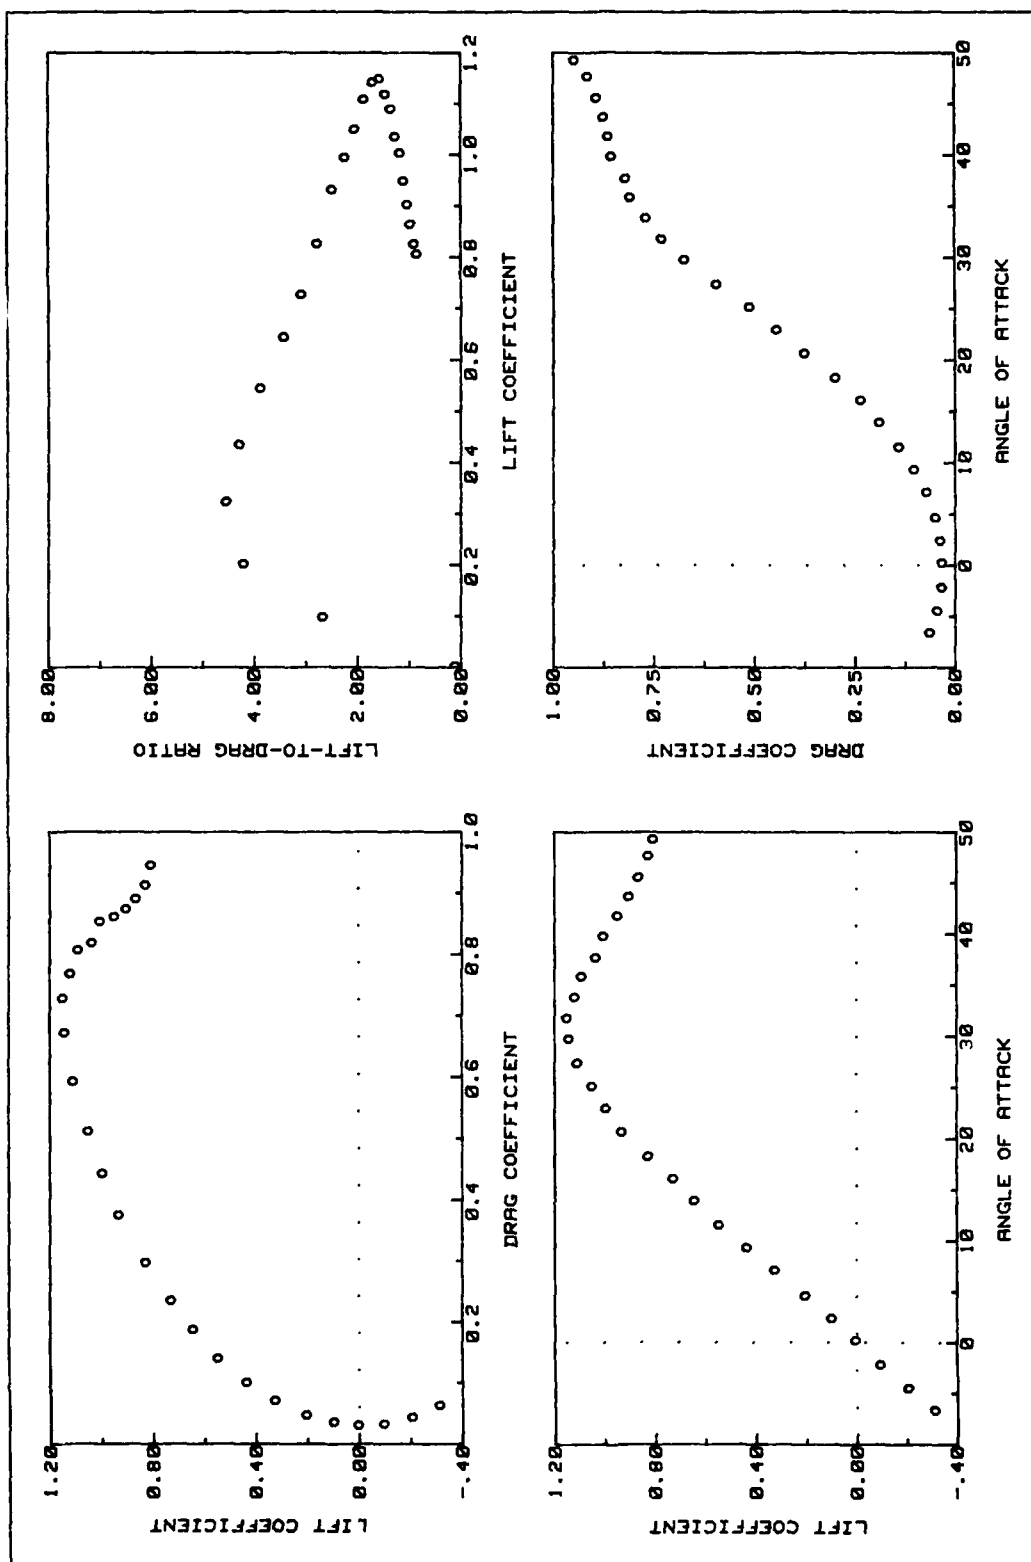 LIFT COEFFICIENT
1.20
0.80
0.40
0.00
-.40
0.2 0.4 0.6 0.8 1.0
DRAG COEFFICIENT
LIFT-TO-DRAG RATIO
8.00
6.00
4.00
2.00
0.00
0.2 0.4 0.6 0.8 1.0 1.2
LIFT COEFFICIENT
LIFT COEFFICIENT
1.20
0.80
0.40
0.00
-.40
0 10 20 30 40 50
ANGLE OF ATTACK
DRAG COEFFICIENT
1.00
0.75
0.50
0.25
0.00
0 10 20 30 40 50
ANGLE OF ATTACK